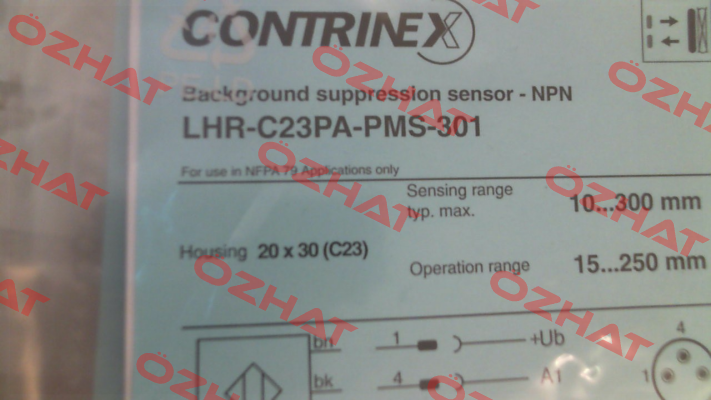 CONTRINEX
Background suppression sensor - NPN
LHR-C23PA-PMS-301
For use in NFPA 79 Applications only
Sensing range
typ. max.
10...300 mm
Housing 20 x 30 (C23)
Operation range
15...250 mm
bn
1
+Ub
4
bk
4
A1
1
3
ÖZHAT
ÖZHAT
ÖZHAT
ÖZHAT
ÖZHAT
ÖZHAT
ÖZHAT
ÖZHAT
ÖZHAT